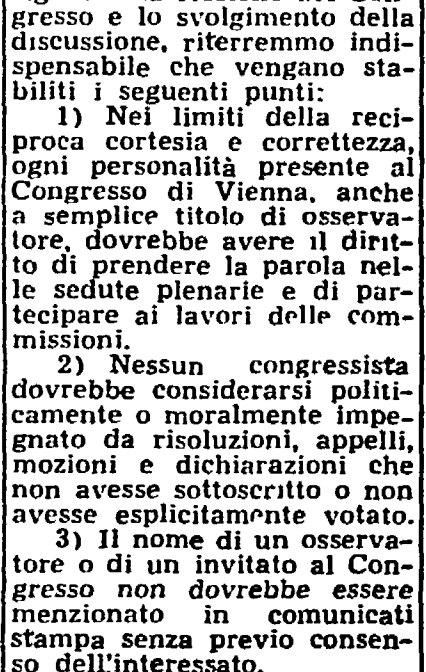 gresso e lo svolgimento della
discussione, riterremmo indi-
spensabile che vengano sta-
biliti i seguenti punti:
1) Nei limiti della reci-
proca cortesia e correttezza,
ogni personalità presente al
Congresso di Vienna, anche
a semplice titolo di osserva-
tore, dovrebbe avere il dirit-
to di prendere la parola nel-
le sedute plenarie e di par-
tecipare ai lavori delle com-
missioni.
2) Nessun congressista
dovrebbe considerarsi politi-
camente o moralmente impe-
gnato da risoluzioni, appelli,
mozioni e dichiarazioni che
non avesse sottoscritto o non
avesse esplicitamente votato.
3) Il nome di un osserva-
tore o di un invitato al Con-
gresso non dovrebbe essere
menzionato in comunicati
stampa senza previo consen-
so dell'interessato.